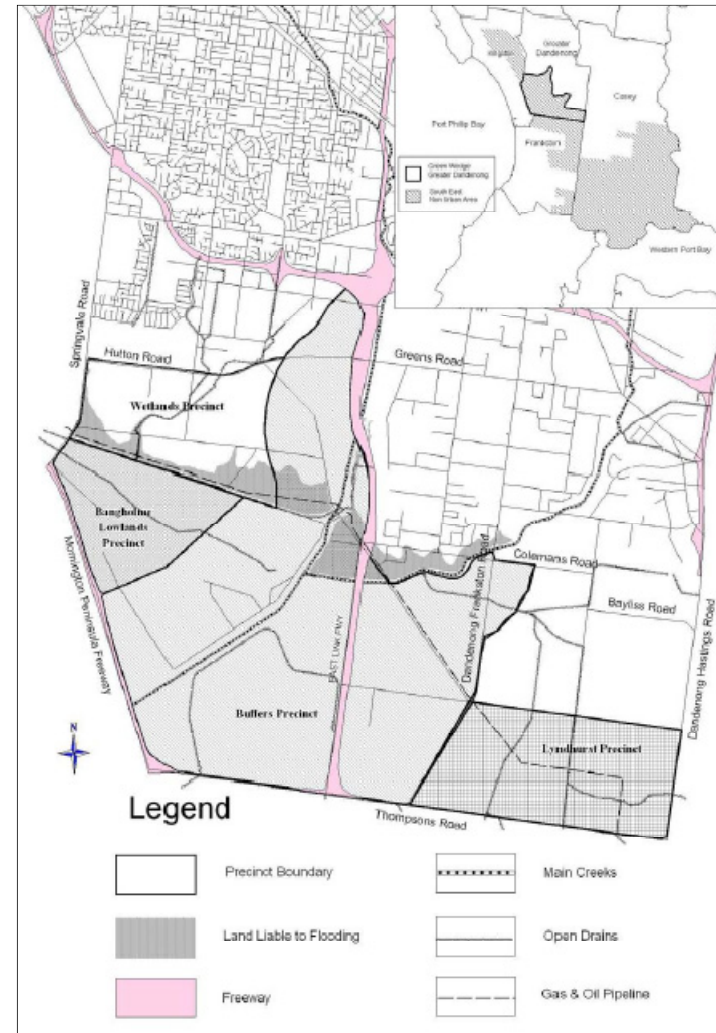 Kingston
Greater
Dandenong
Casey
Port Phillip Bay
Frankston
Green Wedge
Greater Dandenong
South East
Non Urban Area
Western Port Bay
Springvale Road
Hutton Road
Greens Road
Wetlands Precinct
Bangholme
Lowlands
Precinct
Mornington Peninsula Freeway
Colemans Road
Bayliss Road
Dandenong Frankston Road
Dandenong Hastings Road
EAST LINK FWY
Buffers Precinct
Lyndhurst Precinct
N
Thompsons Road
Legend
Precinct Boundary
Main Creeks
Land Liable to Flooding
Open Drains
Freeway
Gas & Oil Pipeline